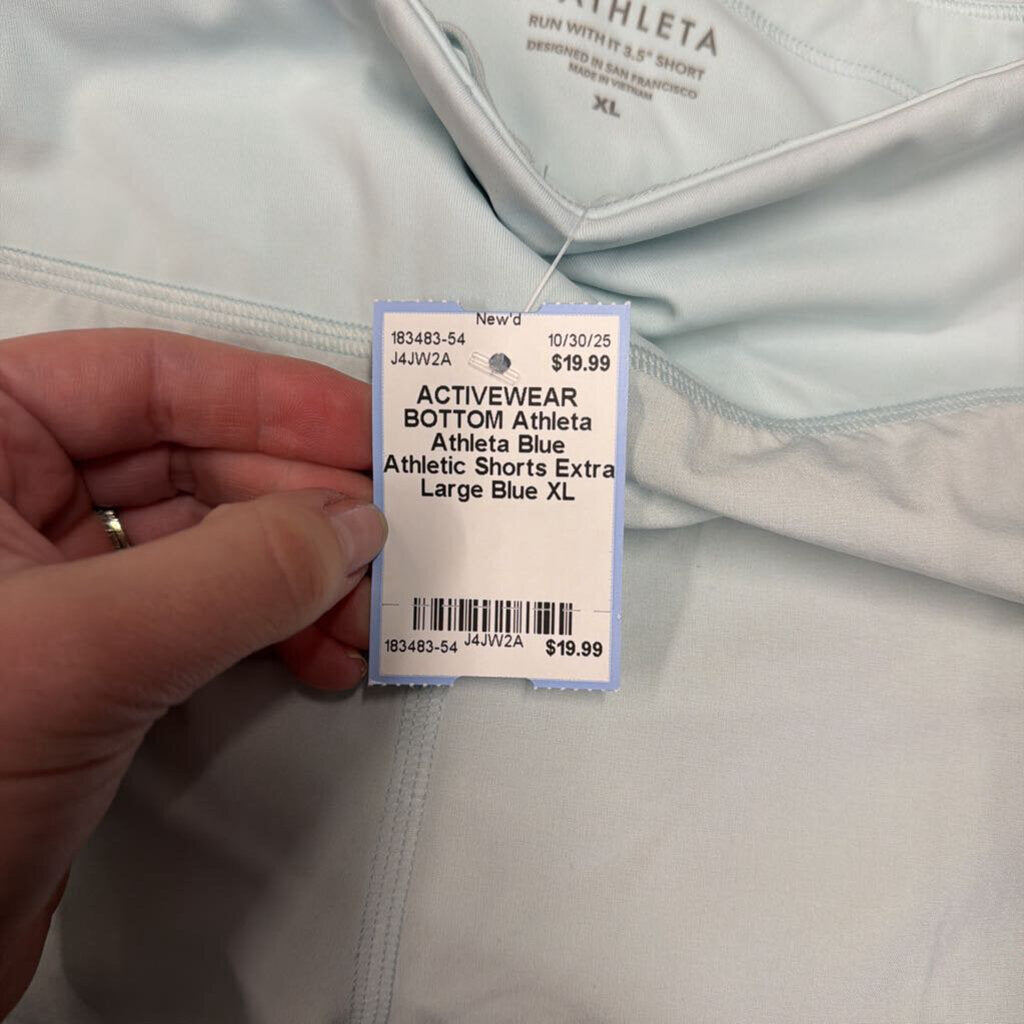 ATHLETA
RUN WITH IT 3.5" SHORT
DESIGNED IN SAN FRANCISCO
MADE IN VIETNAM
XL
New'd
183483-54 10/30/25
J4JW2A $19.99
ACTIVEWEAR
BOTTOM Athleta
Athleta Blue
Athletic Shorts Extra
Large Blue XL
183483-54 J4JW2A $19.99